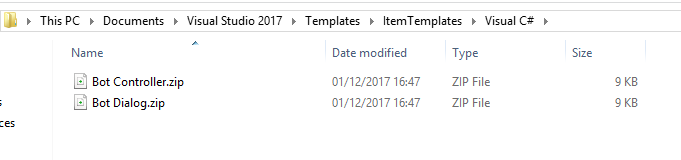 This PC Documents Visual Studio 2017 Templates ItemTemplates Visual C#
Name Date modified Type Size
Bot Controller.zip 01/12/2017 16:47 ZIP File 9 KB
Bot Dialog.zip 01/12/2017 16:47 ZIP File 9 KB
ces